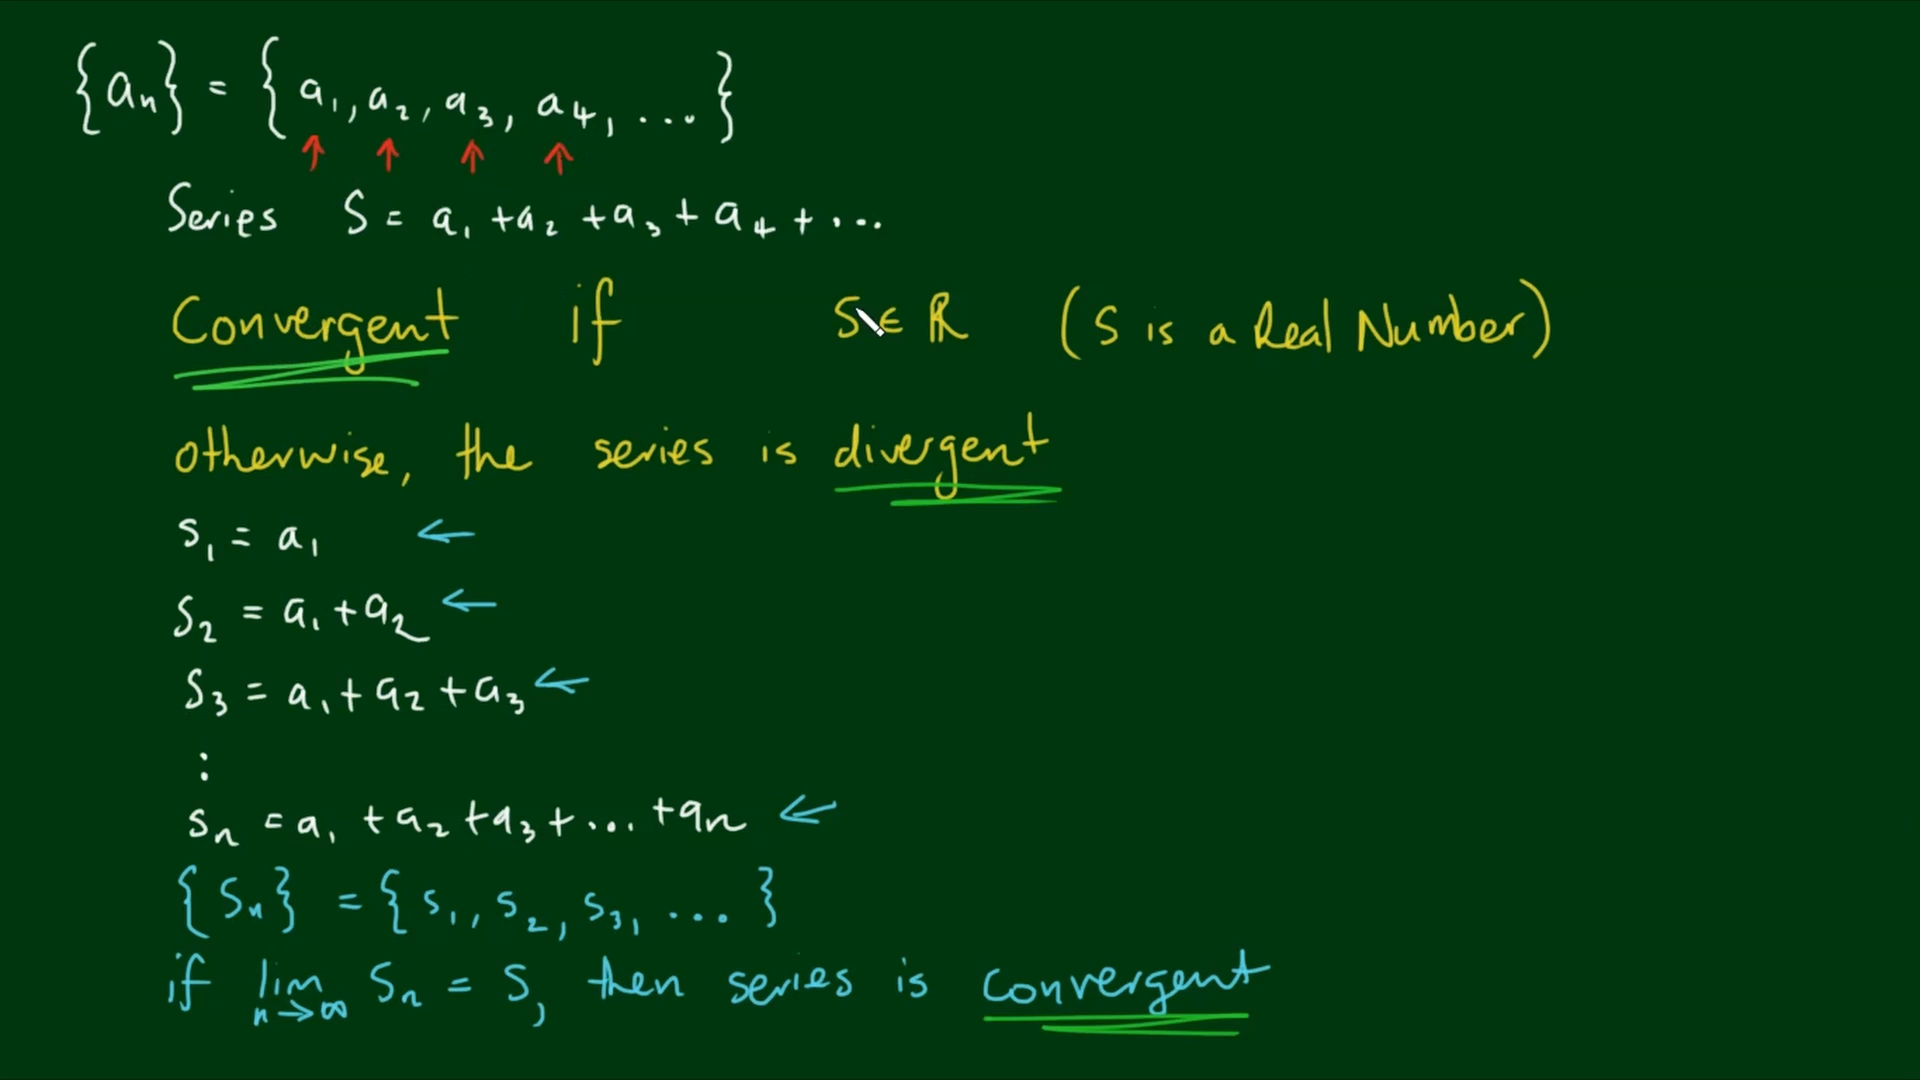 {aₙ} = {a₁, a₂, a₃, a₄, ...}
Series S = a₁ + a₂ + a₃ + a₄ + ...
Convergent if S ∈ ℝ (S is a Real Number)
otherwise, the series is divergent
s₁ = a₁ ←
s₂ = a₁ + a₂ ←
s₃ = a₁ + a₂ + a₃ ←
:
sₙ = a₁ + a₂ + a₃ + ... + aₙ ←
{sₙ} = {s₁, s₂, s₃, ...}
if lim n→∞ sₙ = S, then series is convergent